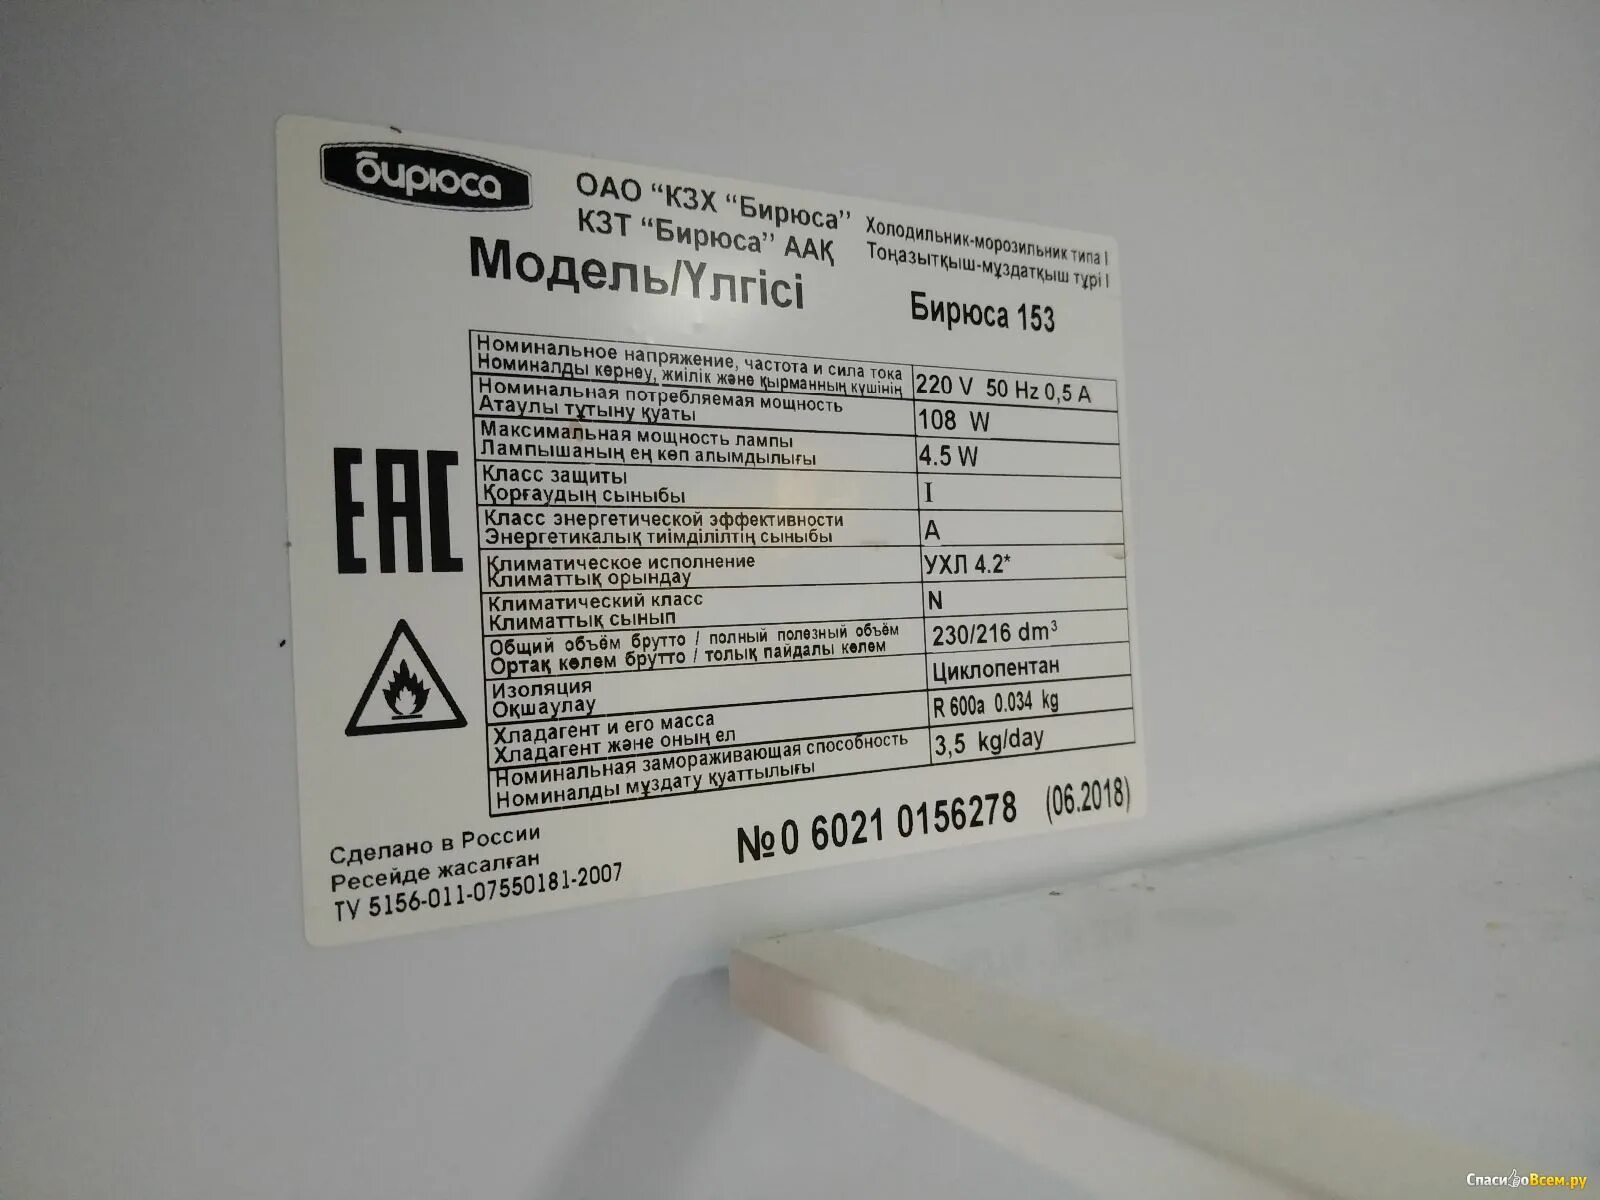 бирюса
ОАО “КЗХ “Бирюса”
КЗТ “Бирюса” ААҚ
Холодильник-морозильник типа I
Тоңазытқыш-мұздатқыш түрі I
Модель/Үлгісі
Бирюса 153
Номинальное напряжение, частота и сила тока
Номиналды кернеу, жиілік және қырманның күшінің
220 V 50 Hz 0,5 A
Номинальная потребляемая мощность
Атаулы тұтыну қуаты
108 W
Максимальная мощность лампы
Лампышаның ең көп алымдылығы
4.5 W
Класс защиты
Қорғаудың сыныбы
I
Класс энергетической эффективности
Энергетикалық тиімділілтің сыныбы
A
Климатическое исполнение
Климаттық орындау
УХЛ 4.2*
Климатический класс
Климаттық сынып
N
Общий объём брутто / полный полезный объём
Ортақ көлем брутто / толық пайдалы көлем
230/216 dm³
Изоляция
Оқшаулау
Циклопентан
Хладагент и его масса
Хладагент және оның ел
R 600a 0.034 kg
Номинальная замораживающая способность
Номиналды мұздату қуаттылығы
3,5 kg/day
EAC
Сделано в России
Ресейде жасалған
ТУ 5156-011-07550181-2007
№0 6021 0156278 (06.2018)
СпасибоВсем.ру